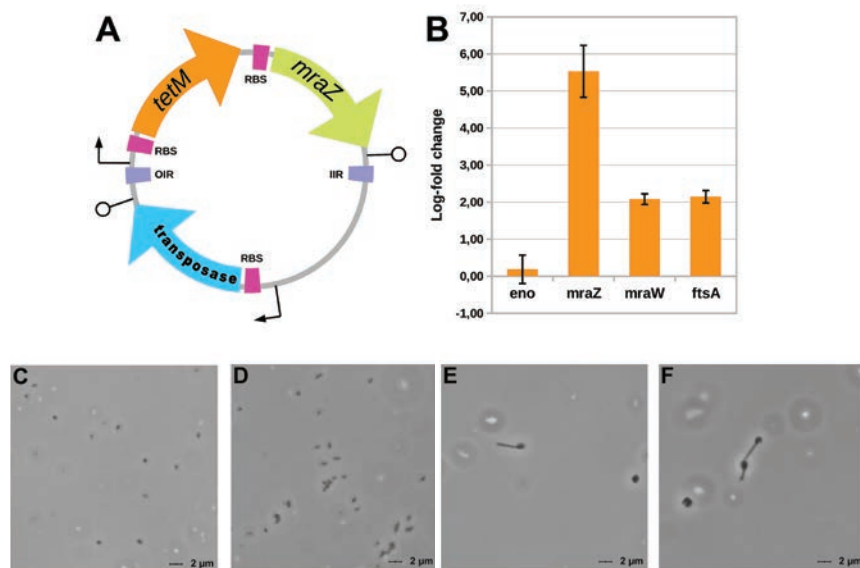 A
tetM
RBS
mraZ
RBS
OIR
IIR
transposase
RBS
B
Log-fold change
7,00
6,00
5,00
4,00
3,00
2,00
1,00
0,00
-1,00
eno mraZ mraW ftsA
C
2 µm
D
2 µm
E
2 µm
F
2 µm